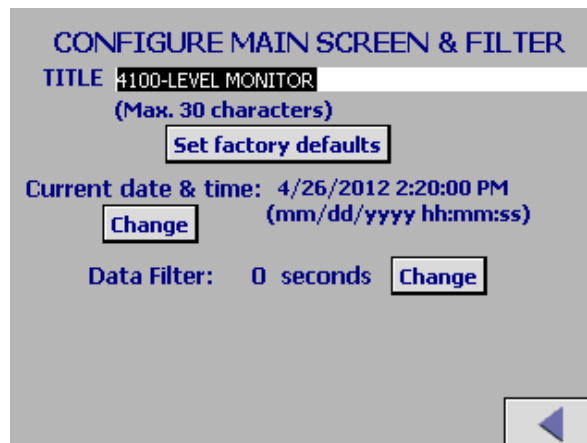 CONFIGURE MAIN SCREEN & FILTER
TITLE 4100-LEVEL MONITOR
(Max. 30 characters)
Set factory defaults
Current date & time: 4/26/2012 2:20:00 PM
Change (mm/dd/yyyy hh:mm:ss)
Data Filter: 0 seconds Change